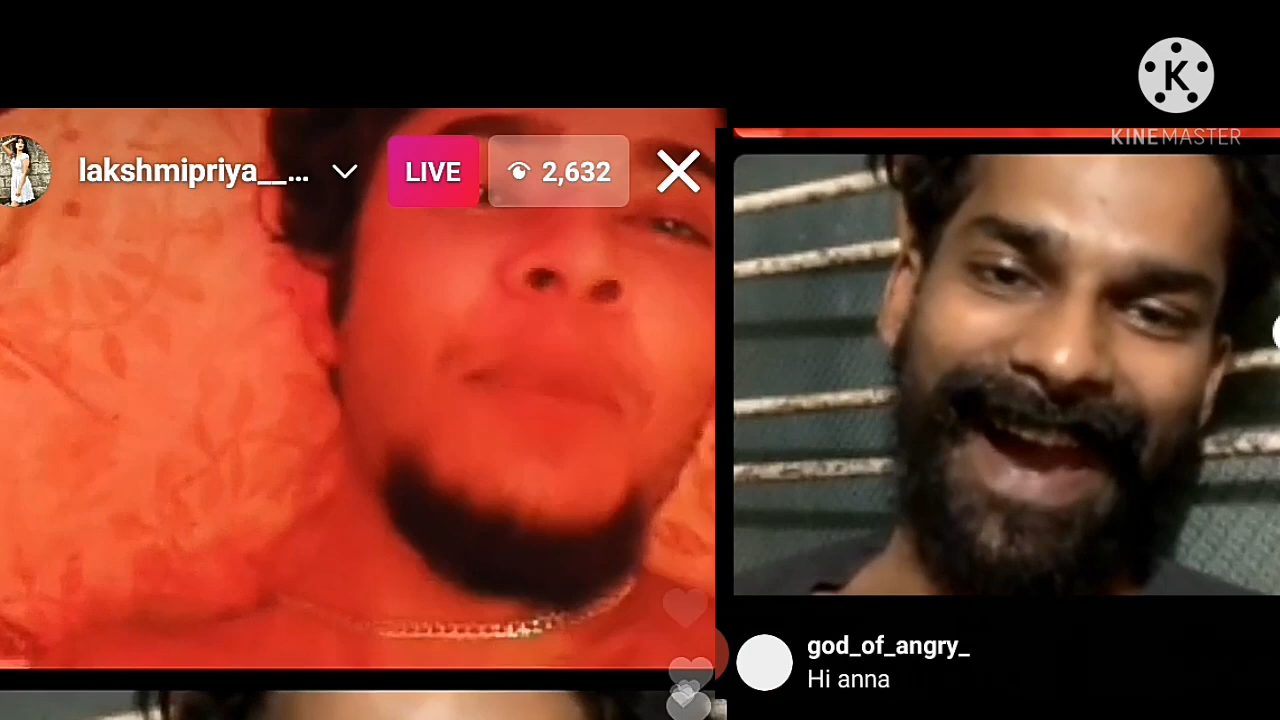 K
KINEMASTER
lakshmipriya__...
LIVE
2,632
god_of_angry_
Hi anna